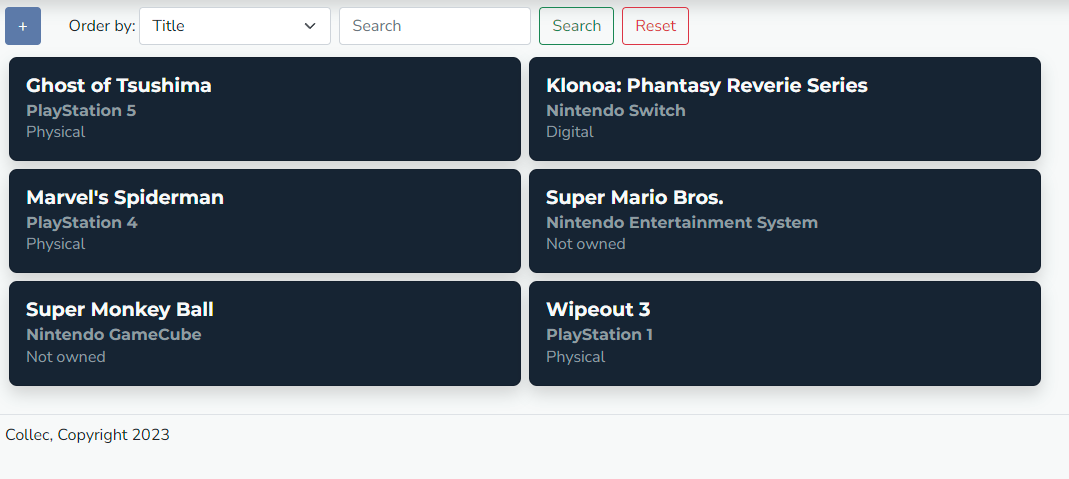 + Order by: Title Search Search Reset
Ghost of Tsushima
PlayStation 5
Physical
Klonoa: Phantasy Reverie Series
Nintendo Switch
Digital
Marvel's Spiderman
PlayStation 4
Physical
Super Mario Bros.
Nintendo Entertainment System
Not owned
Super Monkey Ball
Nintendo GameCube
Not owned
Wipeout 3
PlayStation 1
Physical
Collec, Copyright 2023